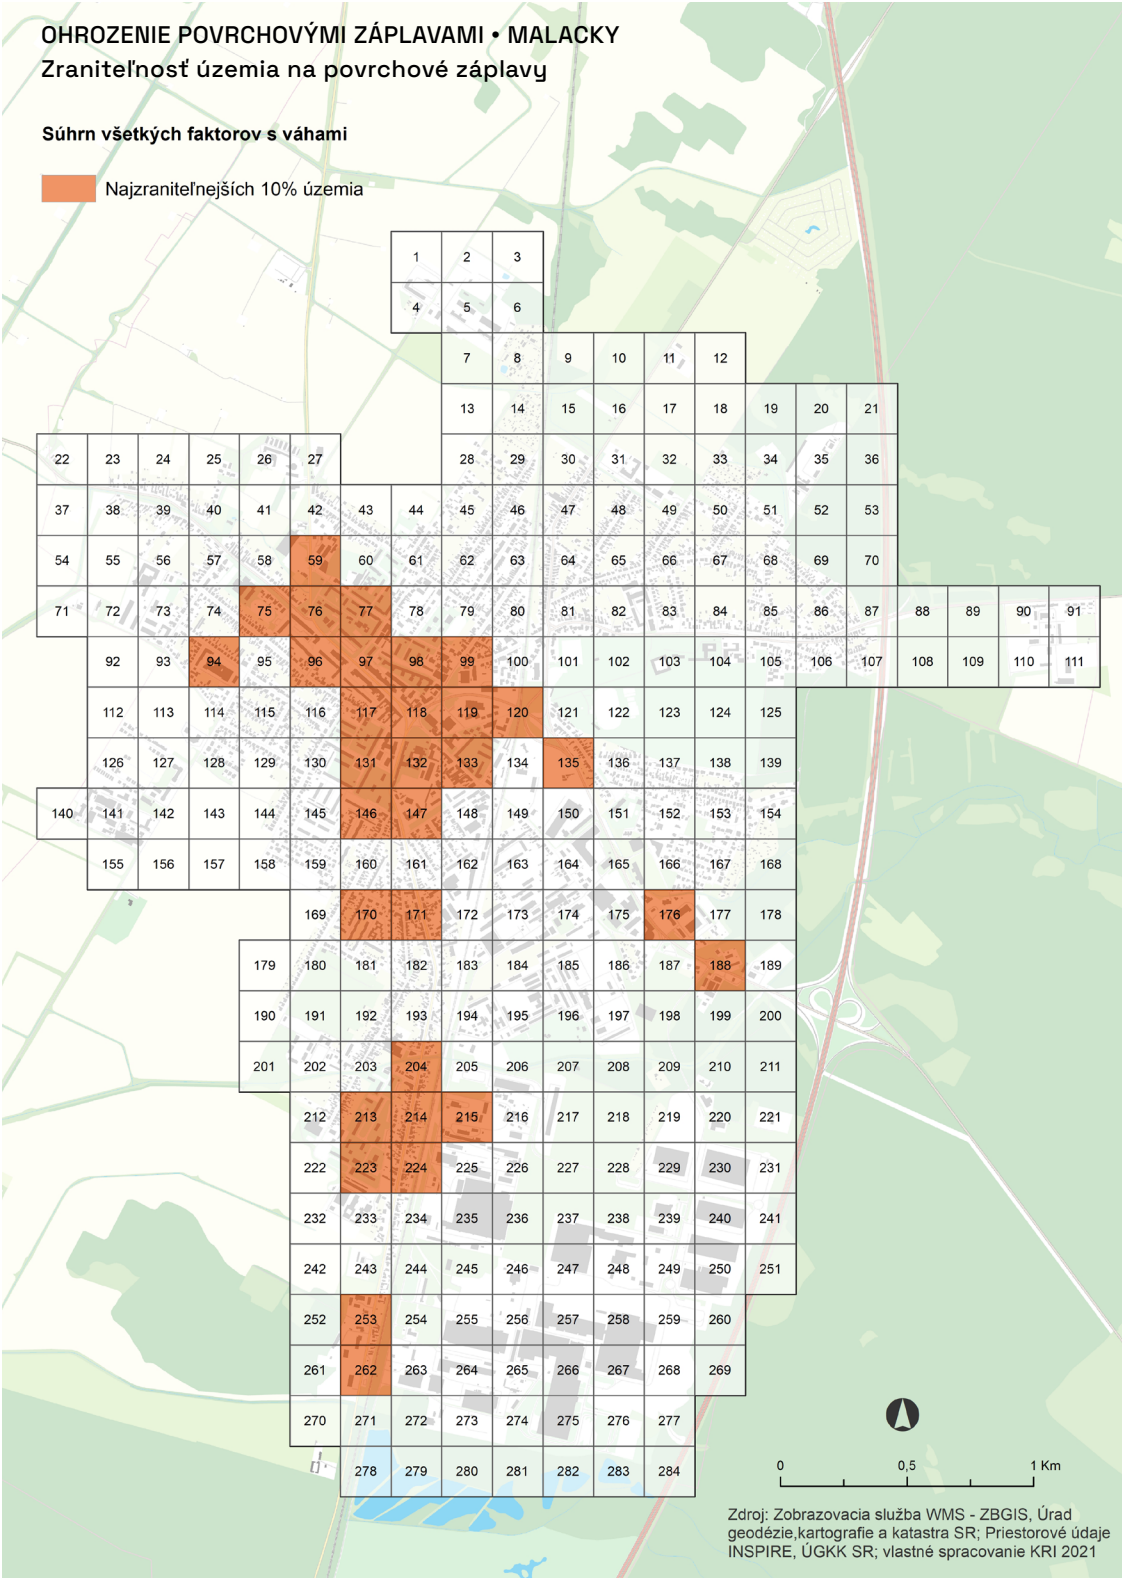 OHROZENIE POVRCHOVÝMI ZÁPLAVAMI • MALACKY
Zraniteľnosť územia na povrchové záplavy
Súhrn všetkých faktorov s váhami
Najzraniteľnejších 10% územia
1 2 3
4 5 6
7 8 9 10 11 12
13 14 15 16 17 18 19 20 21
22 23 24 25 26 27 28 29 30 31 32 33 34 35 36
37 38 39 40 41 42 43 44 45 46 47 48 49 50 51 52 53
54 55 56 57 58 59 60 61 62 63 64 65 66 67 68 69 70
71 72 73 74 75 76 77 78 79 80 81 82 83 84 85 86 87 88 89 90 91
92 93 94 95 96 97 98 99 100 101 102 103 104 105 106 107 108 109 110 111
112 113 114 115 116 117 118 119 120 121 122 123 124 125
126 127 128 129 130 131 132 133 134 135 136 137 138 139
140 141 142 143 144 145 146 147 148 149 150 151 152 153 154
155 156 157 158 159 160 161 162 163 164 165 166 167 168
169 170 171 172 173 174 175 176 177 178
179 180 181 182 183 184 185 186 187 188 189
190 191 192 193 194 195 196 197 198 199 200
201 202 203 204 205 206 207 208 209 210 211
212 213 214 215 216 217 218 219 220 221
222 223 224 225 226 227 228 229 230 231
232 233 234 235 236 237 238 239 240 241
242 243 244 245 246 247 248 249 250 251
252 253 254 255 256 257 258 259 260
261 262 263 264 265 266 267 268 269
270 271 272 273 274 275 276 277
278 279 280 281 282 283 284
0 0,5 1 Km
Zdroj: Zobrazovacia služba WMS - ZBGIS, Úrad
geodézie,kartografie a katastra SR; Priestorové údaje
INSPIRE, ÚGKK SR; vlastné spracovanie KRI 2021